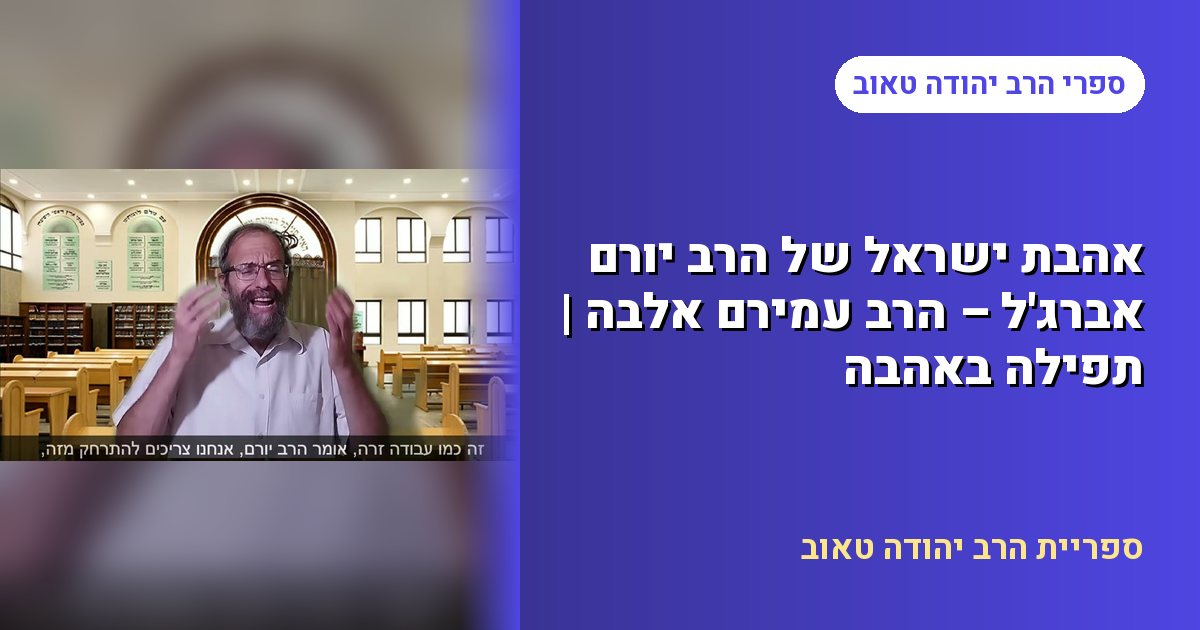 ספרי הרב יהודה טאוב
אהבת ישראל של הרב יורם
אברג'ל – הרב עמירם אלבה |
תפילה באהבה
זה כמו עבודה זרה, אומר הרב יורם, אנחנו צריכים להתרחק מזה,
ספריית הרב יהודה טאוב